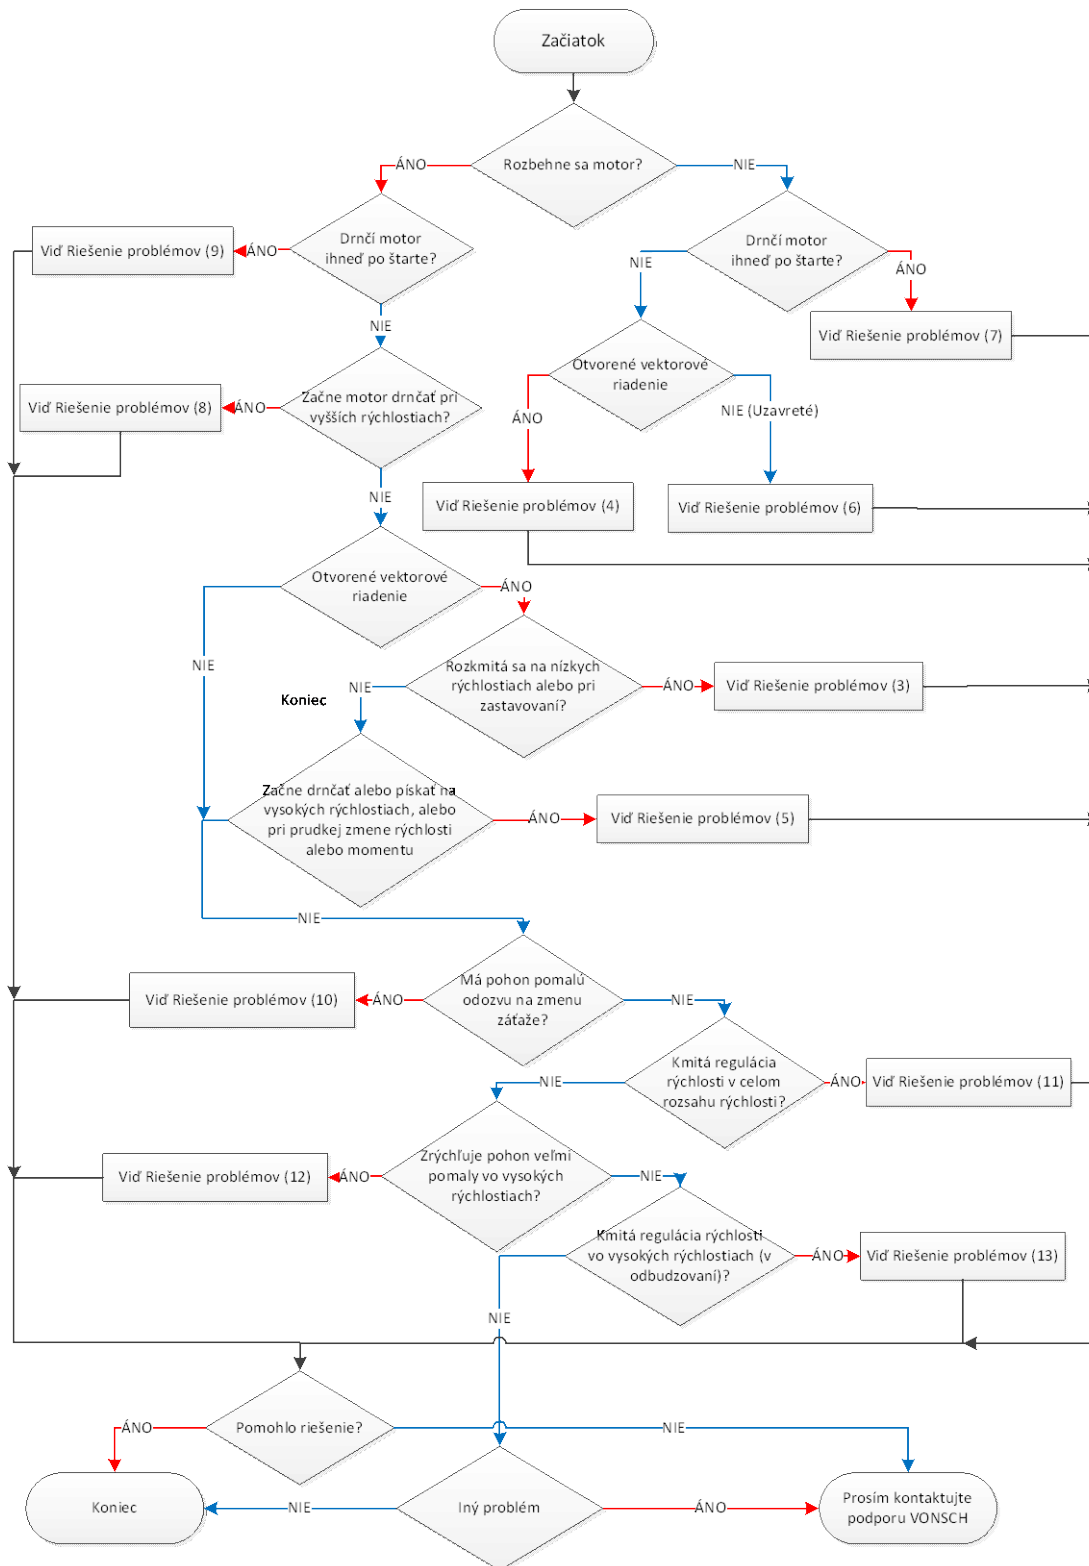 Začiatok
Rozbehne sa motor?
ÁNO
NIE
Drnčí motor
ihneď po štarte?
ÁNO
Viď Riešenie problémov (9)
NIE
Drnčí motor
ihneď po štarte?
NIE
ÁNO
Viď Riešenie problémov (7)
Otvorené vektorové
riadenie
ÁNO
NIE (Uzavreté)
Začne motor drnčať pri
vyšších rýchlostiach?
ÁNO
Viď Riešenie problémov (8)
NIE
Viď Riešenie problémov (4)
Viď Riešenie problémov (6)
Otvorené vektorové
riadenie
ÁNO
NIE
Rozkmitá sa na nízkych
rýchlostiach alebo pri
zastavovaní?
NIE
Koniec
ÁNO
Viď Riešenie problémov (3)
Začne drnčať alebo pískať na
vysokých rýchlostiach, alebo
pri prudkej zmene rýchlosti
alebo momentu
ÁNO
Viď Riešenie problémov (5)
NIE
Má pohon pomalú
odozvu na zmenu
záťaže?
ÁNO
Viď Riešenie problémov (10)
NIE
Kmitá regulácia
rýchlosti v celom
rozsahu rýchlosti?
ÁNO
Viď Riešenie problémov (11)
NIE
Zrýchľuje pohon veľmi
pomaly vo vysokých
rýchlostiach?
ÁNO
Viď Riešenie problémov (12)
NIE
Kmitá regulácia rýchlosti
vo vysokých rýchlostiach (v
odbudzovaní)?
ÁNO
Viď Riešenie problémov (13)
NIE
Pomohlo riešenie?
ÁNO
NIE
Koniec
NIE
Iný problém
ÁNO
Prosím kontaktujte
podporu VONSCH